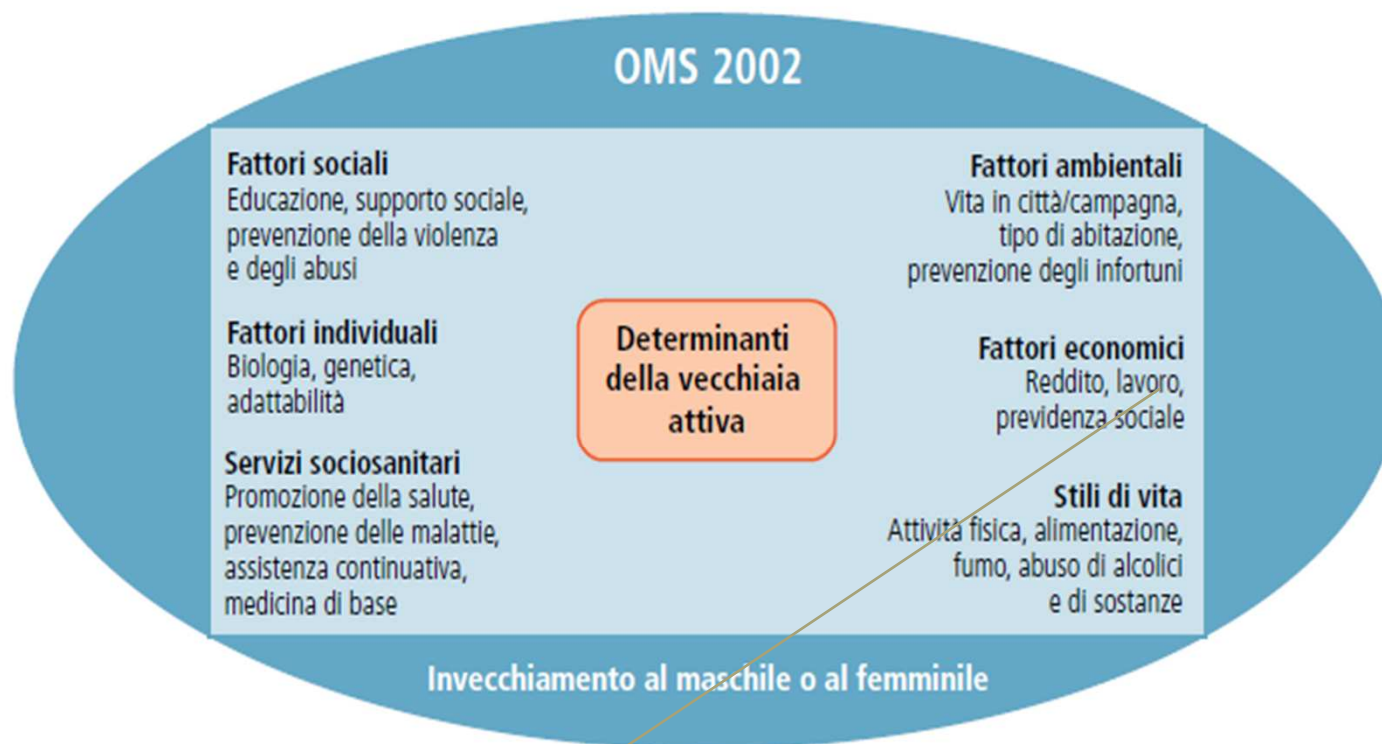 OMS 2002
Fattori sociali
Educazione, supporto sociale,
prevenzione della violenza
e degli abusi
Fattori individuali
Biologia, genetica,
adattabilità
Servizi sociosanitari
Promozione della salute,
prevenzione delle malattie,
assistenza continuativa,
medicina di base
Determinanti
della vecchiaia
attiva
Fattori ambientali
Vita in città/campagna,
tipo di abitazione,
prevenzione degli infortuni
Fattori economici
Reddito, lavoro,
previdenza sociale
Stili di vita
Attività fisica, alimentazione,
fumo, abuso di alcolici
e di sostanze
Invecchiamento al maschile o al femminile